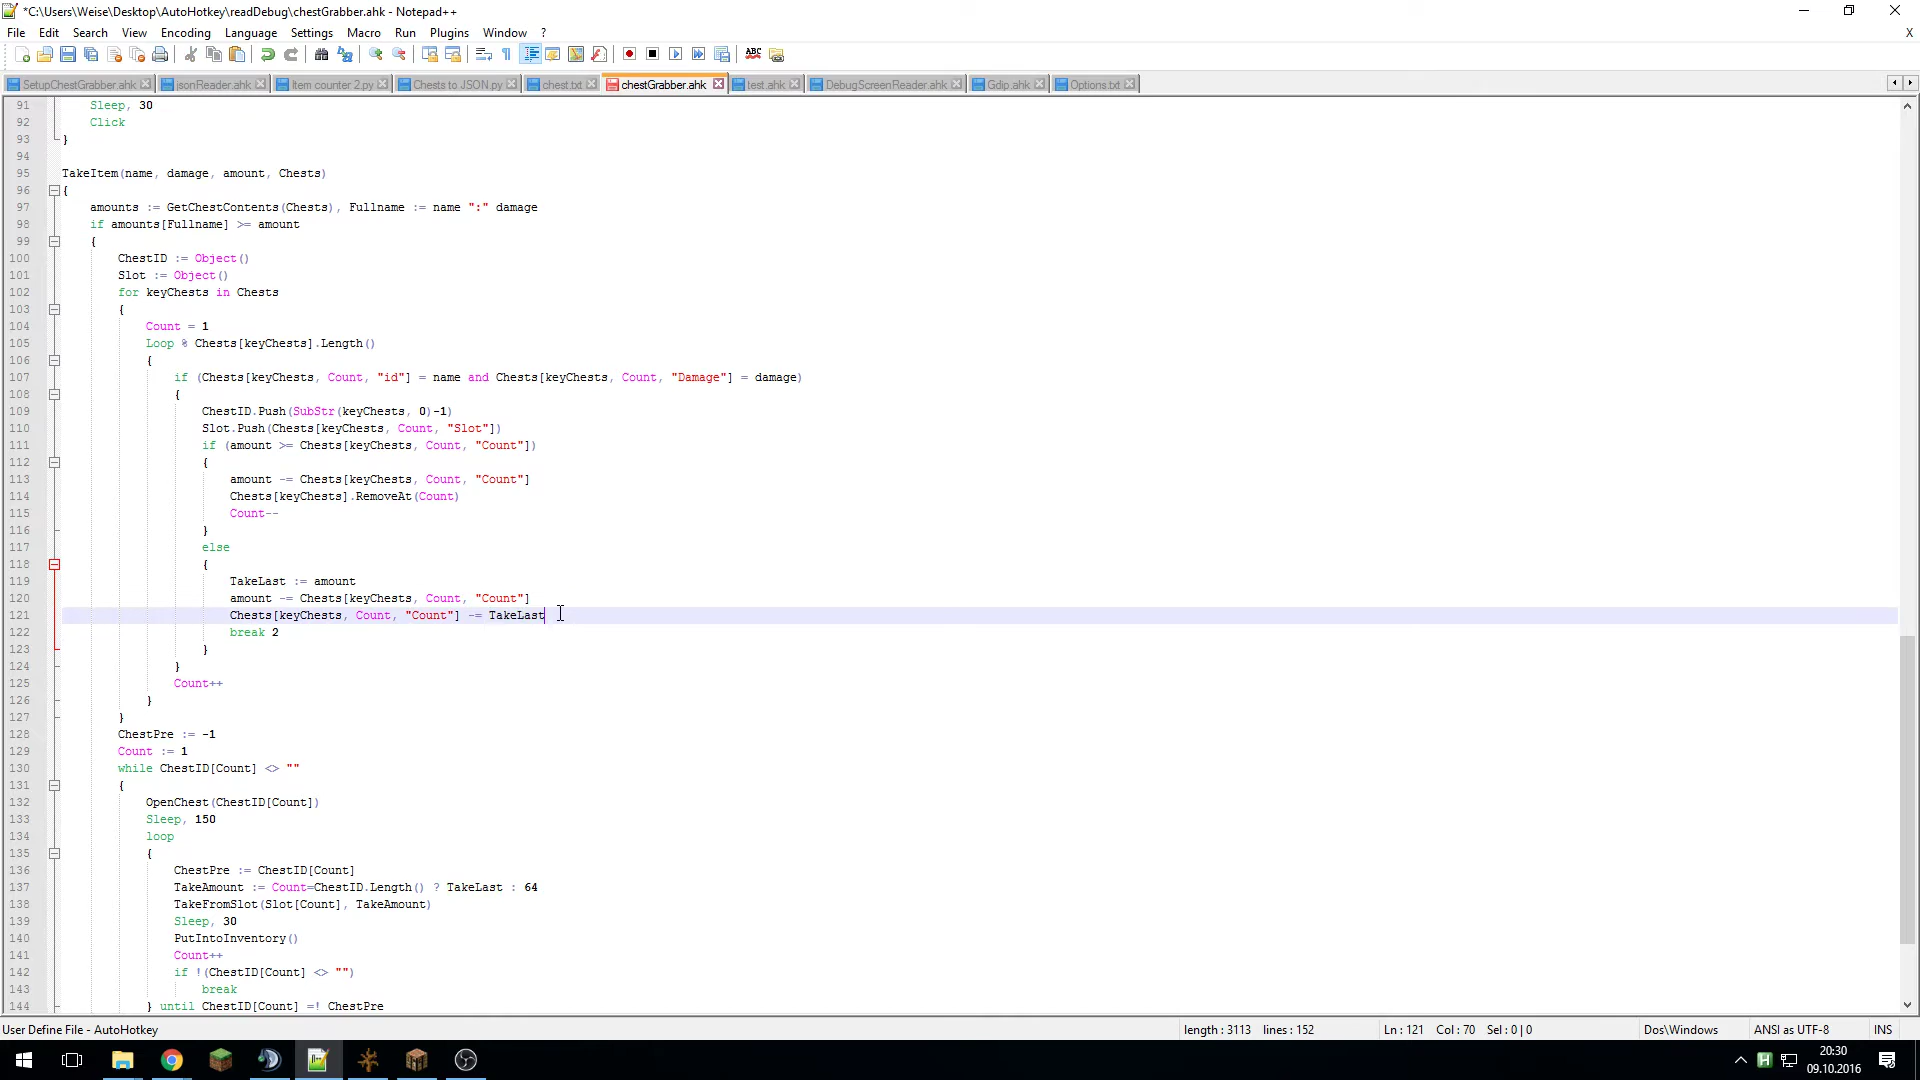 *C:\Users\Weise\Desktop\AutoHotkey\readDebug\chestGrabber.ahk - Notepad++
File Edit Search View Encoding Language Settings Macro Run Plugins Window ? X
SetupChestGrabber.ahk jsonReader.ahk Item counter 2.py Chests to JSON.py chest.txt chestGrabber.ahk test.ahk DebugScreenReader.ahk Gdip.ahk Options.txt
91 Sleep, 30
92 Click
93 }
94
95 TakeItem(name, damage, amount, Chests)
96 {
97 amounts := GetChestContents(Chests), Fullname := name ":" damage
98 if amounts[Fullname] >= amount
99 {
100 ChestID := Object()
101 Slot := Object()
102 for keyChests in Chests
103 {
104 Count = 1
105 Loop % Chests[keyChests].Length()
106 {
107 if (Chests[keyChests, Count, "id"] = name and Chests[keyChests, Count, "Damage"] = damage)
108 {
109 ChestID.Push(SubStr(keyChests, 0)-1)
110 Slot.Push(Chests[keyChests, Count, "Slot"])
111 if (amount >= Chests[keyChests, Count, "Count"])
112 {
113 amount -= Chests[keyChests, Count, "Count"]
114 Chests[keyChests].RemoveAt(Count)
115 Count--
116 }
117 else
118 {
119 TakeLast := amount
120 amount -= Chests[keyChests, Count, "Count"]
121 Chests[keyChests, Count, "Count"] -= TakeLast
122 break 2
123 }
124 }
125 Count++
126 }
127 }
128 ChestPre := -1
129 Count := 1
130 while ChestID[Count] <> ""
131 {
132 OpenChest(ChestID[Count])
133 Sleep, 150
134 loop
135 {
136 ChestPre := ChestID[Count]
137 TakeAmount := Count=ChestID.Length() ? TakeLast : 64
138 TakeFromSlot(Slot[Count], TakeAmount)
139 Sleep, 30
140 PutIntoInventory()
141 Count++
142 if !(ChestID[Count] <> "")
143 break
144 } until ChestID[Count] =! ChestPre
User Define File - AutoHotkey length : 3113 lines : 152 Ln : 121 Col : 70 Sel : 0 | 0 Dos\Windows ANSI as UTF-8 INS
20:30
09.10.2016